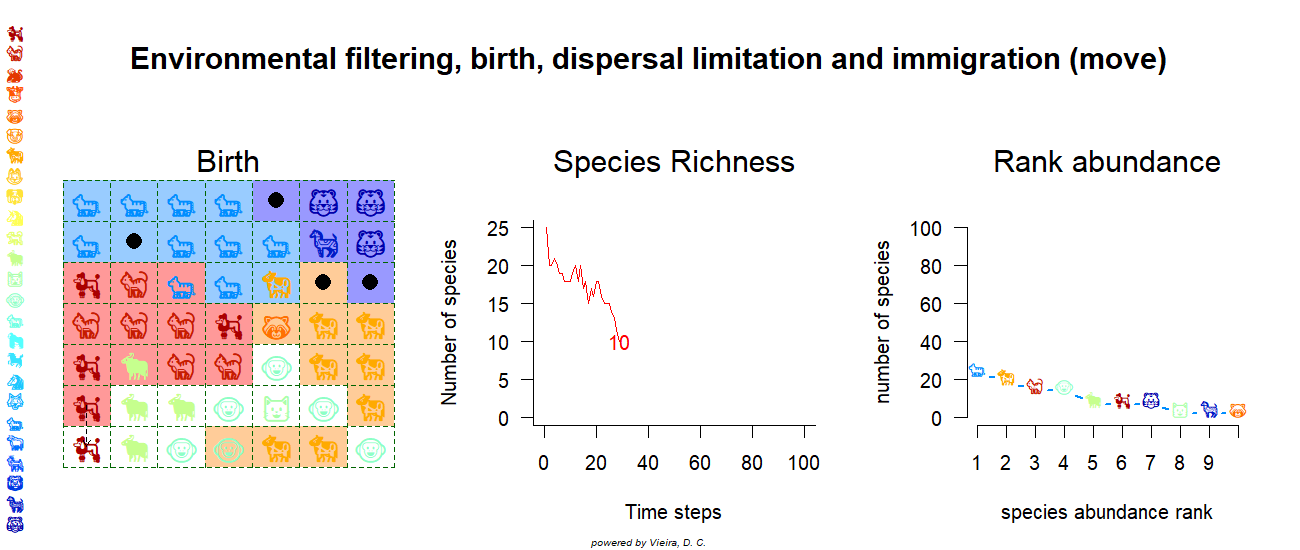 Environmental filtering, birth, dispersal limitation and immigration (move)
Birth
Species Richness
Number of species
25
20
15
10
5
0
10
0 20 40 60 80 100
Time steps
Rank abundance
number of species
100
80
60
40
20
0
1 2 3 4 5 6 7 8 9
species abundance rank
powered by Vieira, D. C.